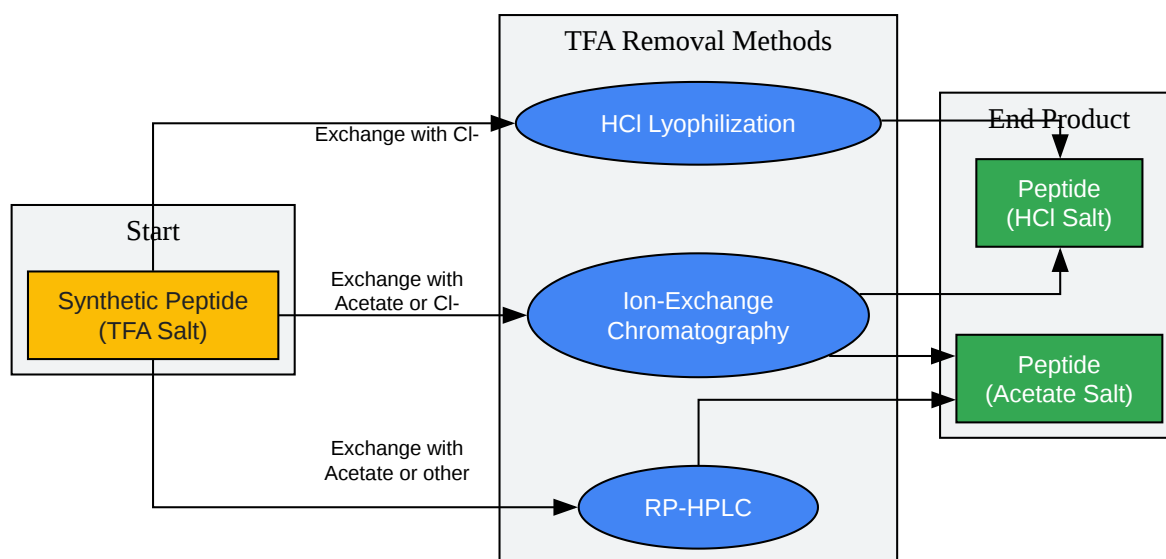 TFA Removal Methods
HCl Lyophilization
Exchange with Cl-
End Product
Peptide
(HCl Salt)
Start
Synthetic Peptide
(TFA Salt)
Exchange with
Acetate or Cl-
Ion-Exchange
Chromatography
Peptide
(Acetate Salt)
Exchange with
Acetate or other
RP-HPLC